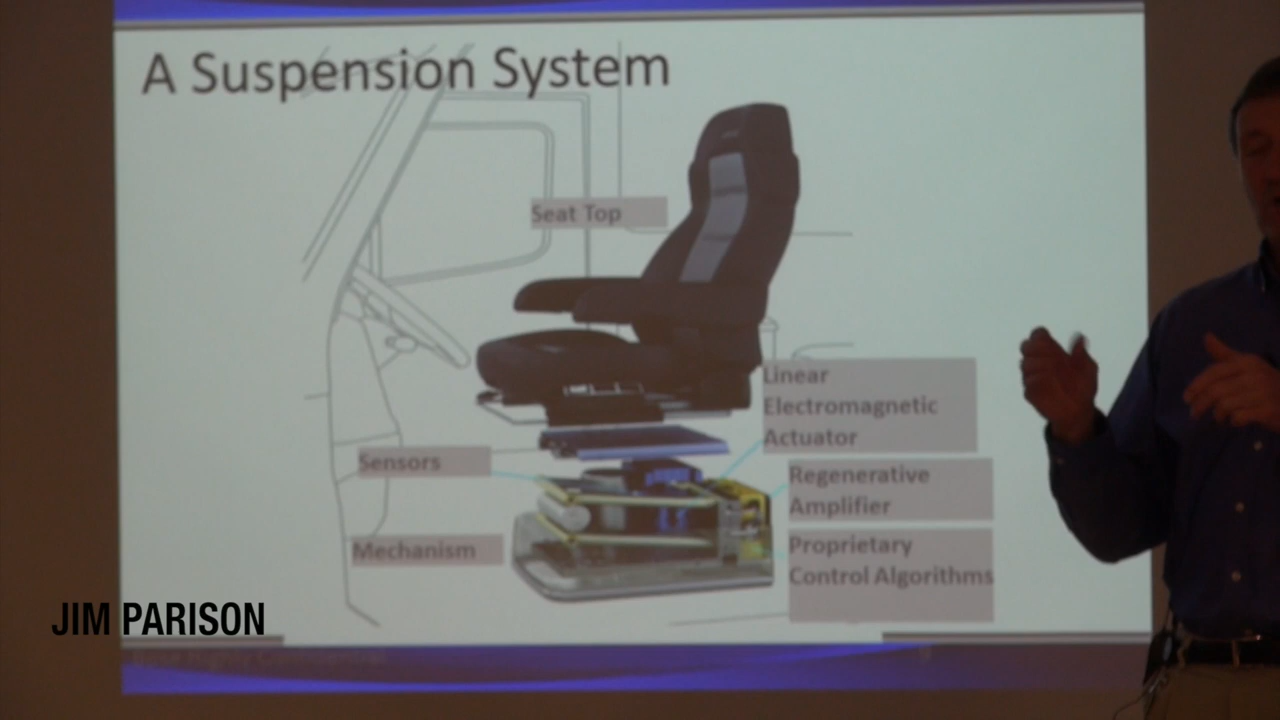 A Suspension System
Seat Top
Linear
Electromagnetic
Actuator
Sensors
Regenerative
Amplifier
Mechanism
Proprietary
Control Algorithms
JIM PARISON